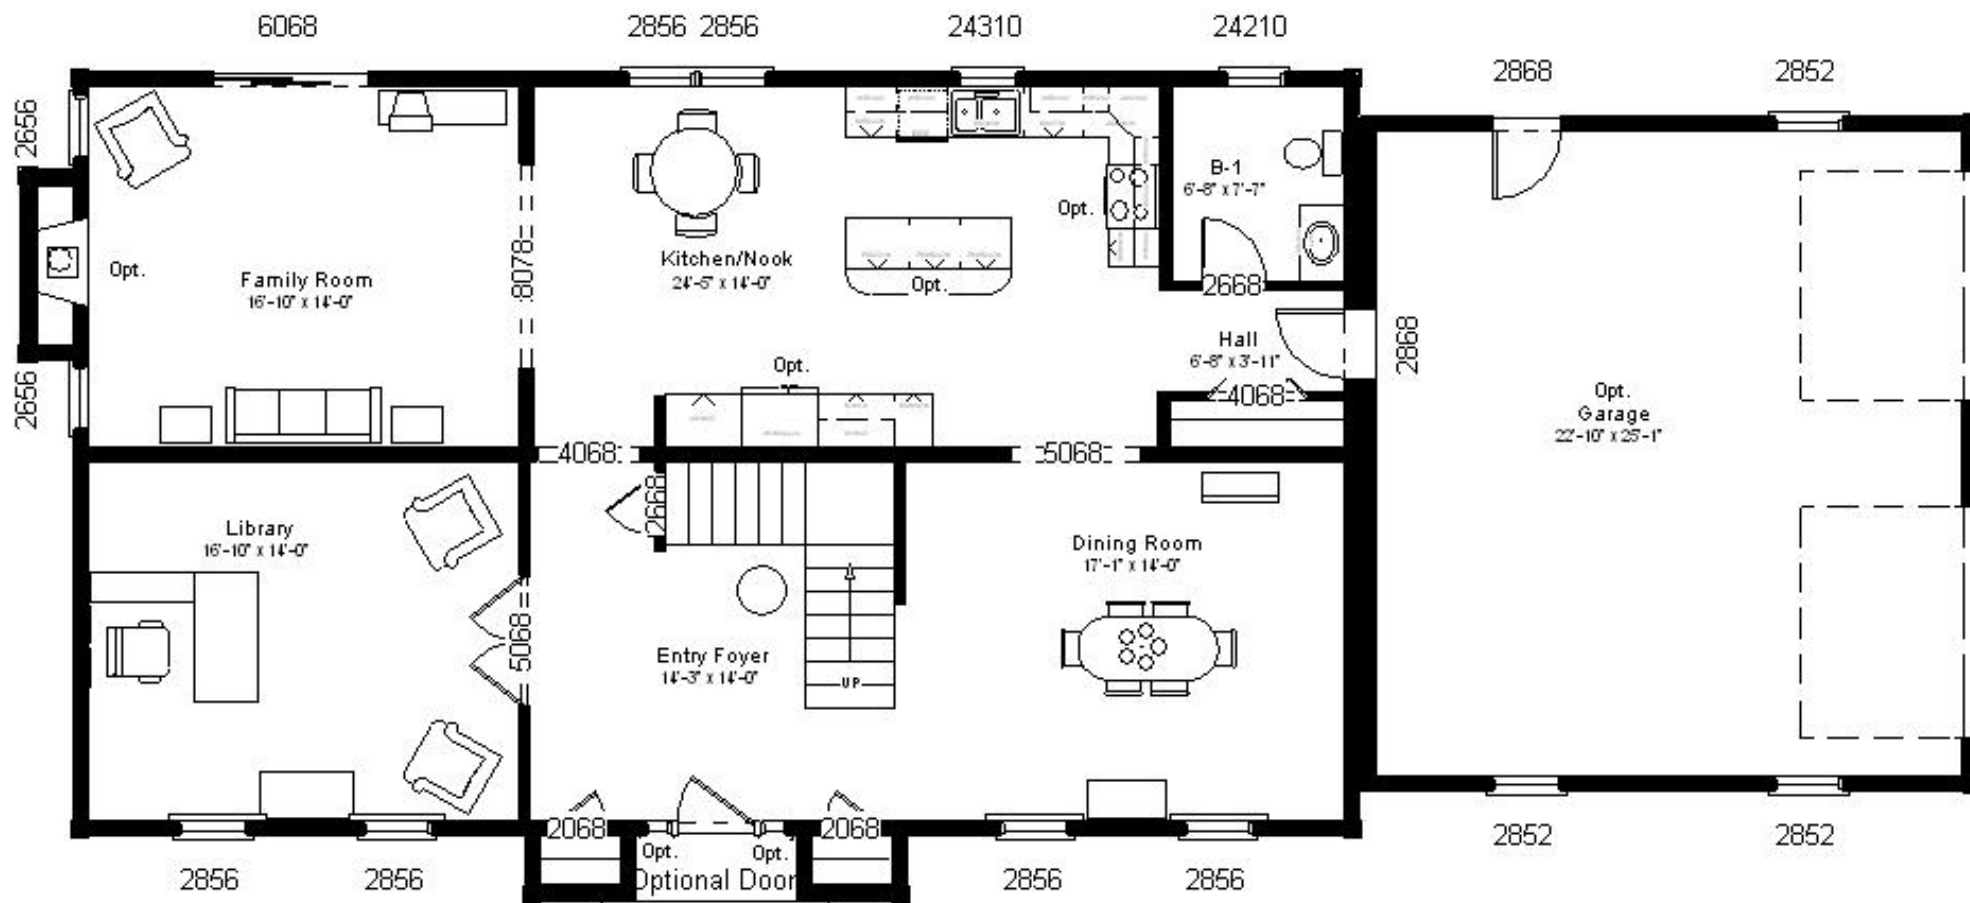 6068
2856 2856
24310
24210
2868
2852
2656
B-1
6'-8" x 7'-7"
Opt.
Kitchen/Nook
24'-5" x 14'-0"
Opt.
Family Room
16'-10" x 14'-0"
8078
Opt.
2668
Hall
6'-8" x 3'-11"
2868
Opt.
2656
4068
Opt.
Garage
22'-10" x 25'-1"
4068
5068
2668
Library
16'-10" x 14'-0"
Dining Room
17'-1" x 14'-0"
5068
Entry Foyer
14'-3" x 14'-0"
UP
2068
2068
Opt.
Opt.
Optional Door
2856
2856
2856
2856
2852
2852